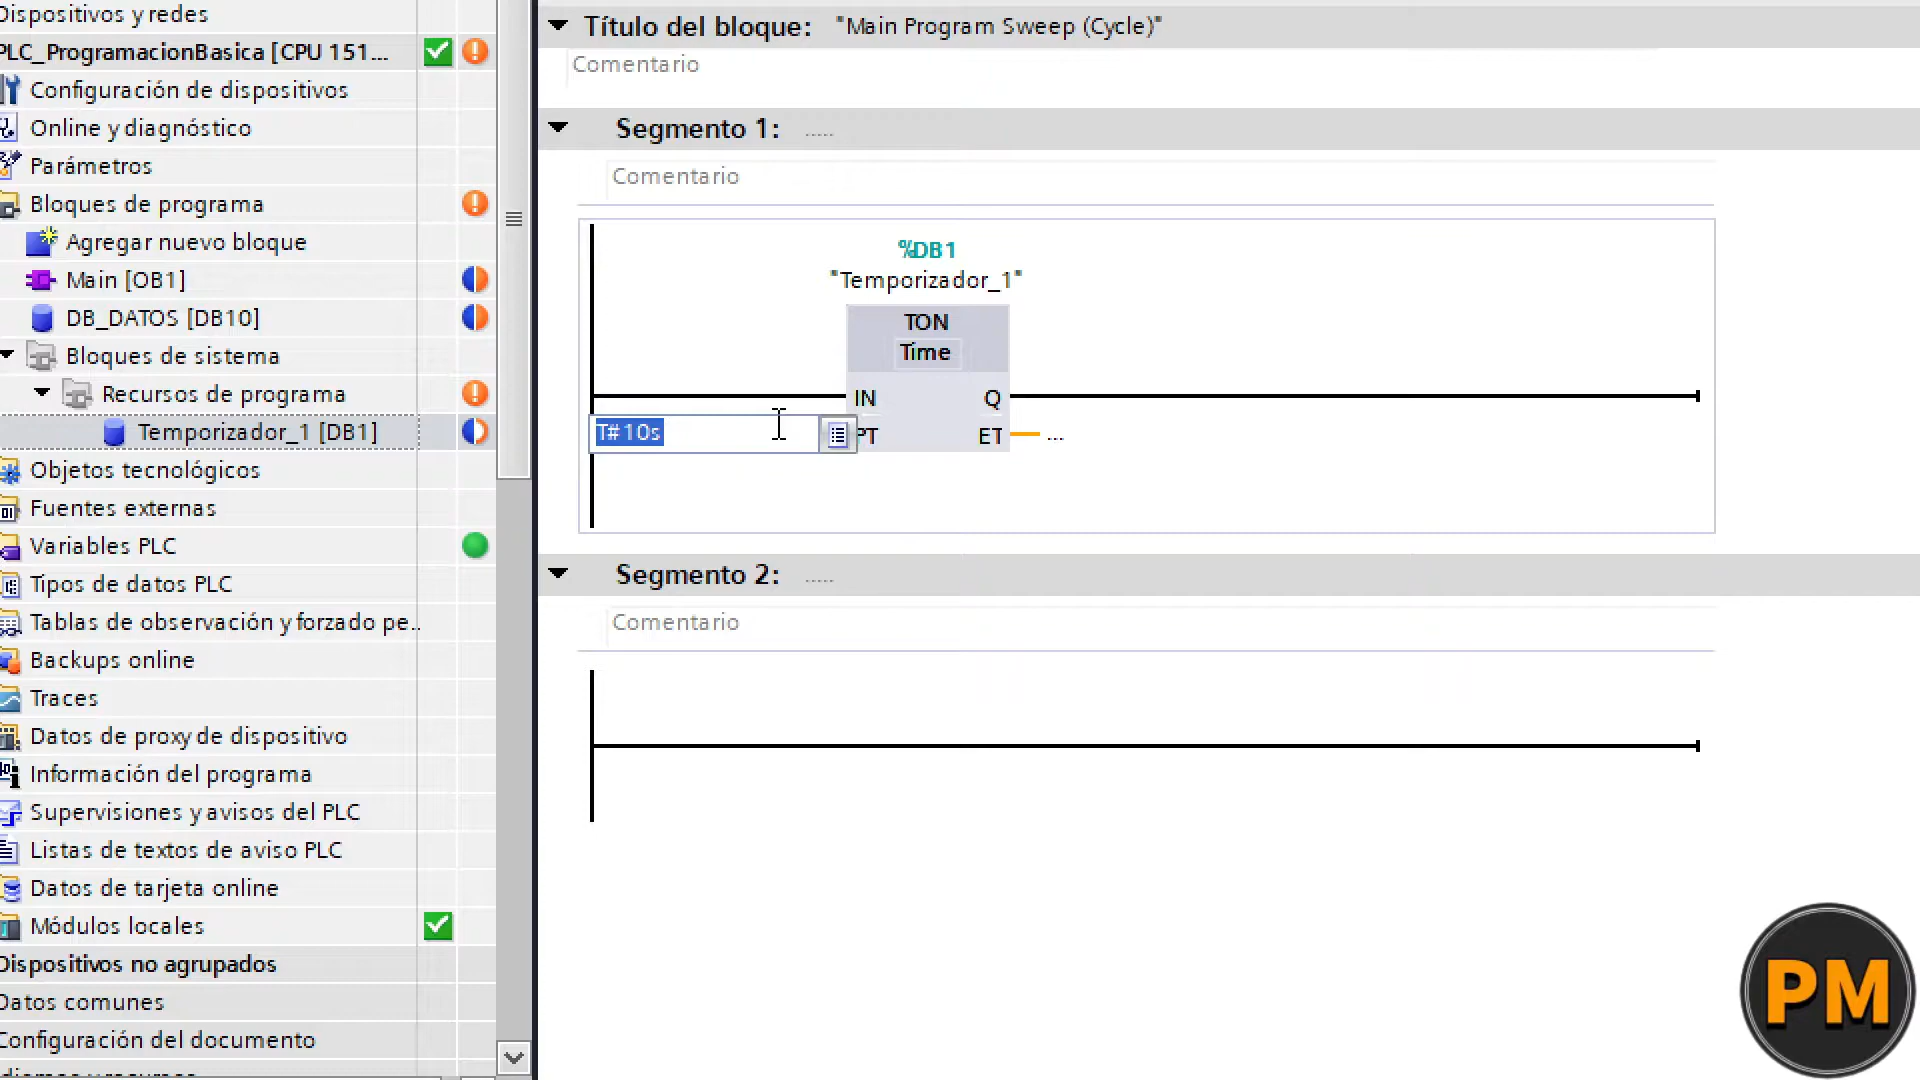 Dispositivos y redes
PLC_ProgramacionBasica [CPU 151...
Configuración de dispositivos
Online y diagnóstico
Parámetros
Bloques de programa
Agregar nuevo bloque
Main [OB1]
DB_DATOS [DB10]
Bloques de sistema
Recursos de programa
Temporizador_1 [DB1]
Objetos tecnológicos
Fuentes externas
Variables PLC
Tipos de datos PLC
Tablas de observación y forzado pe..
Backups online
Traces
Datos de proxy de dispositivo
Información del programa
Supervisiones y avisos del PLC
Listas de textos de aviso PLC
Datos de tarjeta online
Módulos locales
Dispositivos no agrupados
Datos comunes
Configuración del documento
Título del bloque: "Main Program Sweep (Cycle)"
Comentario
Segmento 1: .....
Comentario
%DB1
"Temporizador_1"
TON
Time
IN Q
T#10s PT ET ...
Segmento 2: .....
Comentario
PM